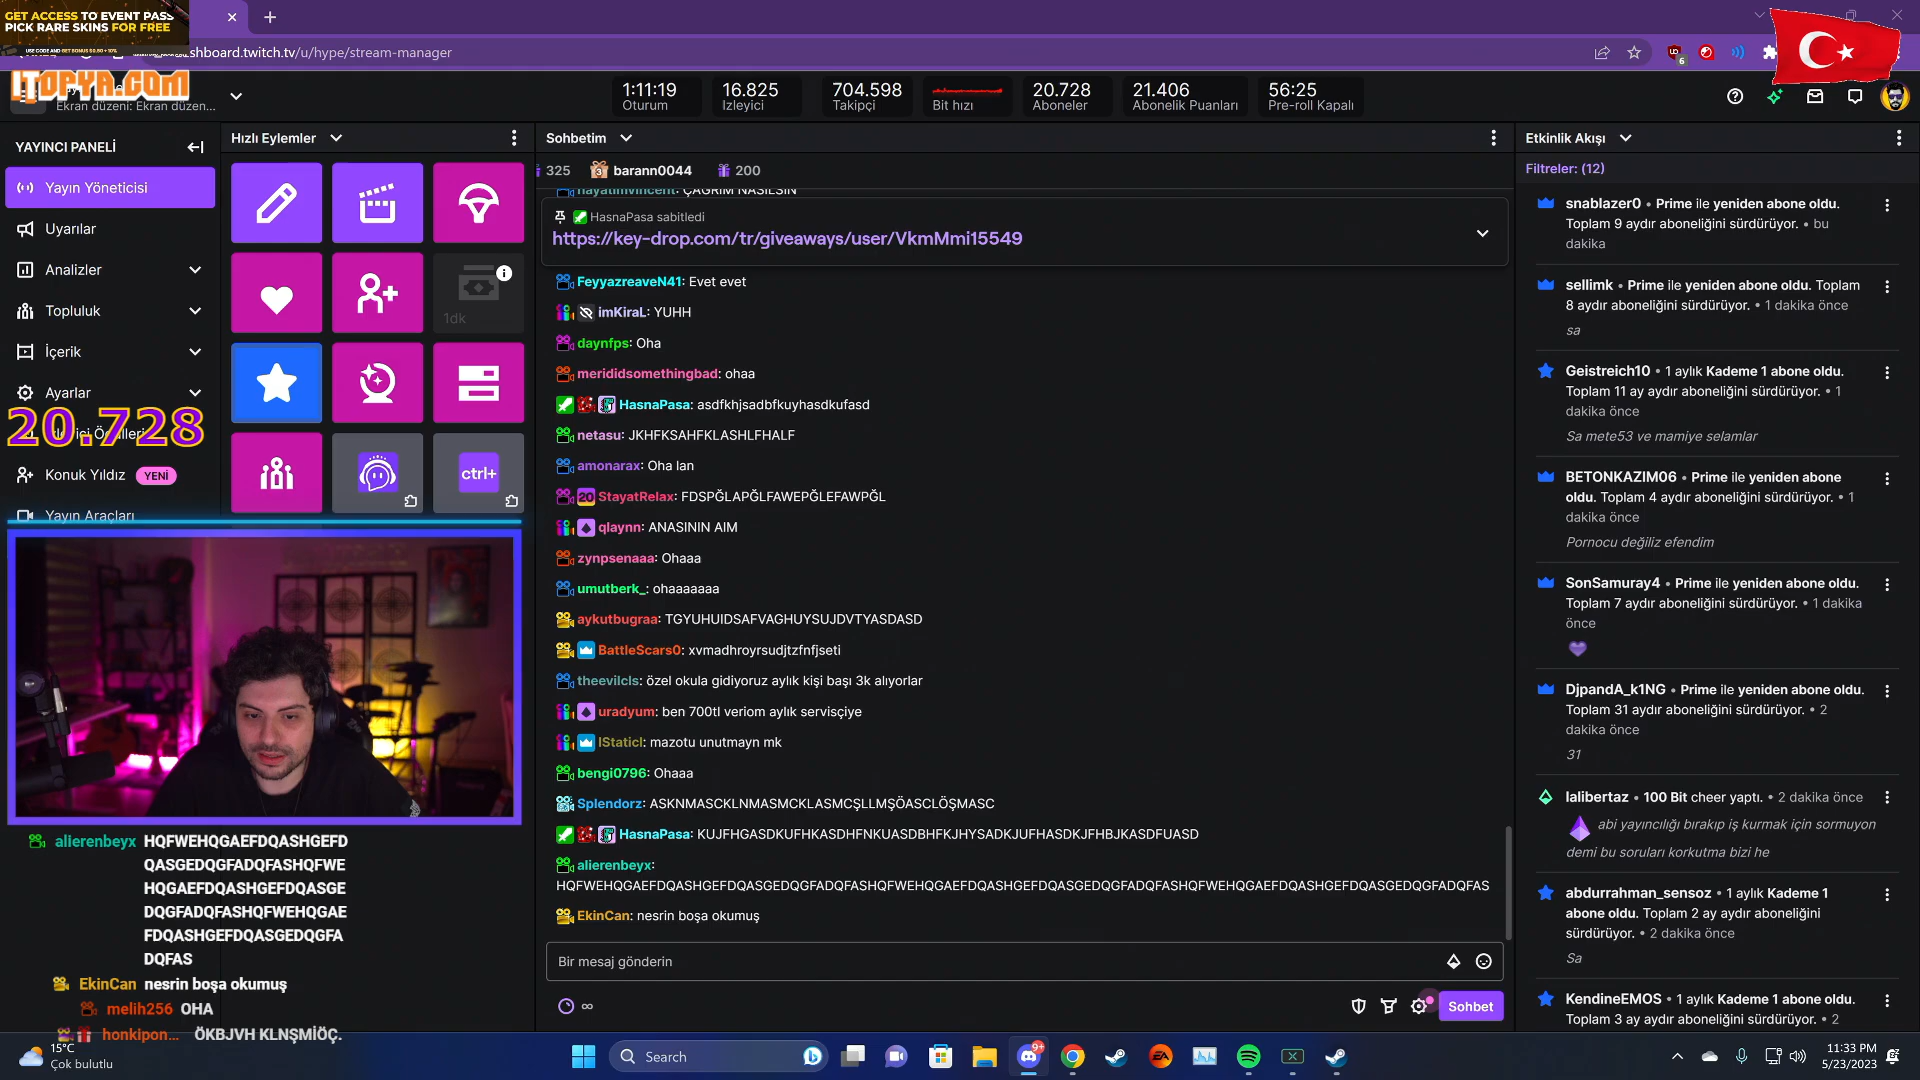 GET ACCESS TO EVENT PASS
PICK RARE SKINS FOR FREE
shboard.twitch.tv/u/hype/stream-manager
6
ITOPYA.COM
Ekran düzeni: Ekran düzen...
1:11:19
Oturum
16.825
İzleyici
704.598
Takipçi
Bit hızı
20.728
Aboneler
21.406
Abonelik Puanları
56:25
Pre-roll Kapalı
YAYINCI PANELİ
Yayın Yöneticisi
Uyarılar
Analizler
Topluluk
İçerik
Ayarlar
20.728
Konuk Yıldız YENİ
Yayın Araçları
Hızlı Eylemler
1dk
ctrl+
Sohbetim
325 barann0044 200
hayatimvincent: ÇAĞRIM NASILSIN
HasnaPasa sabitledi
https://key-drop.com/tr/giveaways/user/VkmMmi15549
FeyyazreaveN41: Evet evet
imKiraL: YUHH
daynfps: Oha
merididsomethingbad: ohaa
HasnaPasa: asdfkhjsadbfkuyhasdkufasd
netasu: JKHFKSAHFKLASHLFHALF
amonarax: Oha lan
20 StayatRelax: FDSPĞLAPĞLFAWEPĞLEFAWPĞL
qlaynn: ANASININ AIM
zynpsenaaa: Ohaaa
umutberk_: ohaaaaaaa
aykutbugraa: TGYUHUIDSAFVAGHUYSUJDVTYASDASD
BattleScars0: xvmadhroyrsudjtzfnfjseti
theevilcls: özel okula gidiyoruz aylık kişi başı 3k alıyorlar
uradyum: ben 700tl veriom aylık servisçiye
IStaticl: mazotu unutmayn mk
bengi0796: Ohaaa
Splendorz: ASKNMASCKLNMASMCKLASMCŞLLMŞÖASCLÖŞMASC
HasnaPasa: KUJFHGASDKUFHKASDHFNKUASDBHFKJHYSADKJUFHASDKJFHBJKASDFUASD
alierenbeyx:
HQFWEHQGAEFDQASHGEFDQASGEDQGFADQFASHQFWEHQGAEFDQASHGEFDQASGEDQGFADQFASHQFWEHQGAEFDQASHGEFDQASGEDQGFADQFAS
EkinCan: nesrin boşa okumuş
Bir mesaj gönderin
Sohbet
Etkinlik Akışı
Filtreler: (12)
snablazer0 • Prime ile yeniden abone oldu.
Toplam 9 aydır aboneliğini sürdürüyor. • bu
dakika
sellimk • Prime ile yeniden abone oldu. Toplam
8 aydır aboneliğini sürdürüyor. • 1 dakika önce
sa
Geistreich10 • 1 aylık Kademe 1 abone oldu.
Toplam 11 ay aydır aboneliğini sürdürüyor. • 1
dakika önce
Sa mete53 ve mamiye selamlar
BETONKAZIM06 • Prime ile yeniden abone
oldu. Toplam 4 aydır aboneliğini sürdürüyor. • 1
dakika önce
Pornocu değiliz efendim
SonSamuray4 • Prime ile yeniden abone oldu.
Toplam 7 aydır aboneliğini sürdürüyor. • 1 dakika
önce
DjpandA_k1NG • Prime ile yeniden abone oldu.
Toplam 31 aydır aboneliğini sürdürüyor. • 2
dakika önce
31
lalibertaz • 100 Bit cheer yaptı. • 2 dakika önce
abi yayıncılığı bırakıp iş kurmak için sormuyon
demi bu soruları korkutma bizi he
abdurrahman_sensoz • 1 aylık Kademe 1
abone oldu. Toplam 2 ay aydır aboneliğini
sürdürüyor. • 2 dakika önce
Sa
KendineEMOS • 1 aylık Kademe 1 abone oldu.
Toplam 3 ay aydır aboneliğini sürdürüyor. • 2
alierenbeyx HQFWEHQGAEFDQASHGEFD
QASGEDQGFADQFASHQFWE
HQGAEFDQASHGEFDQASGE
DQGFADQFASHQFWEHQGAE
FDQASHGEFDQASGEDQGFA
DQFAS
EkinCan nesrin boşa okumuş
melih256 OHA
honkipon... ÖKBJVH KLNŞMİÖÇ.
15°C
Çok bulutlu
Search
9+
EA
11:33 PM
5/23/2023